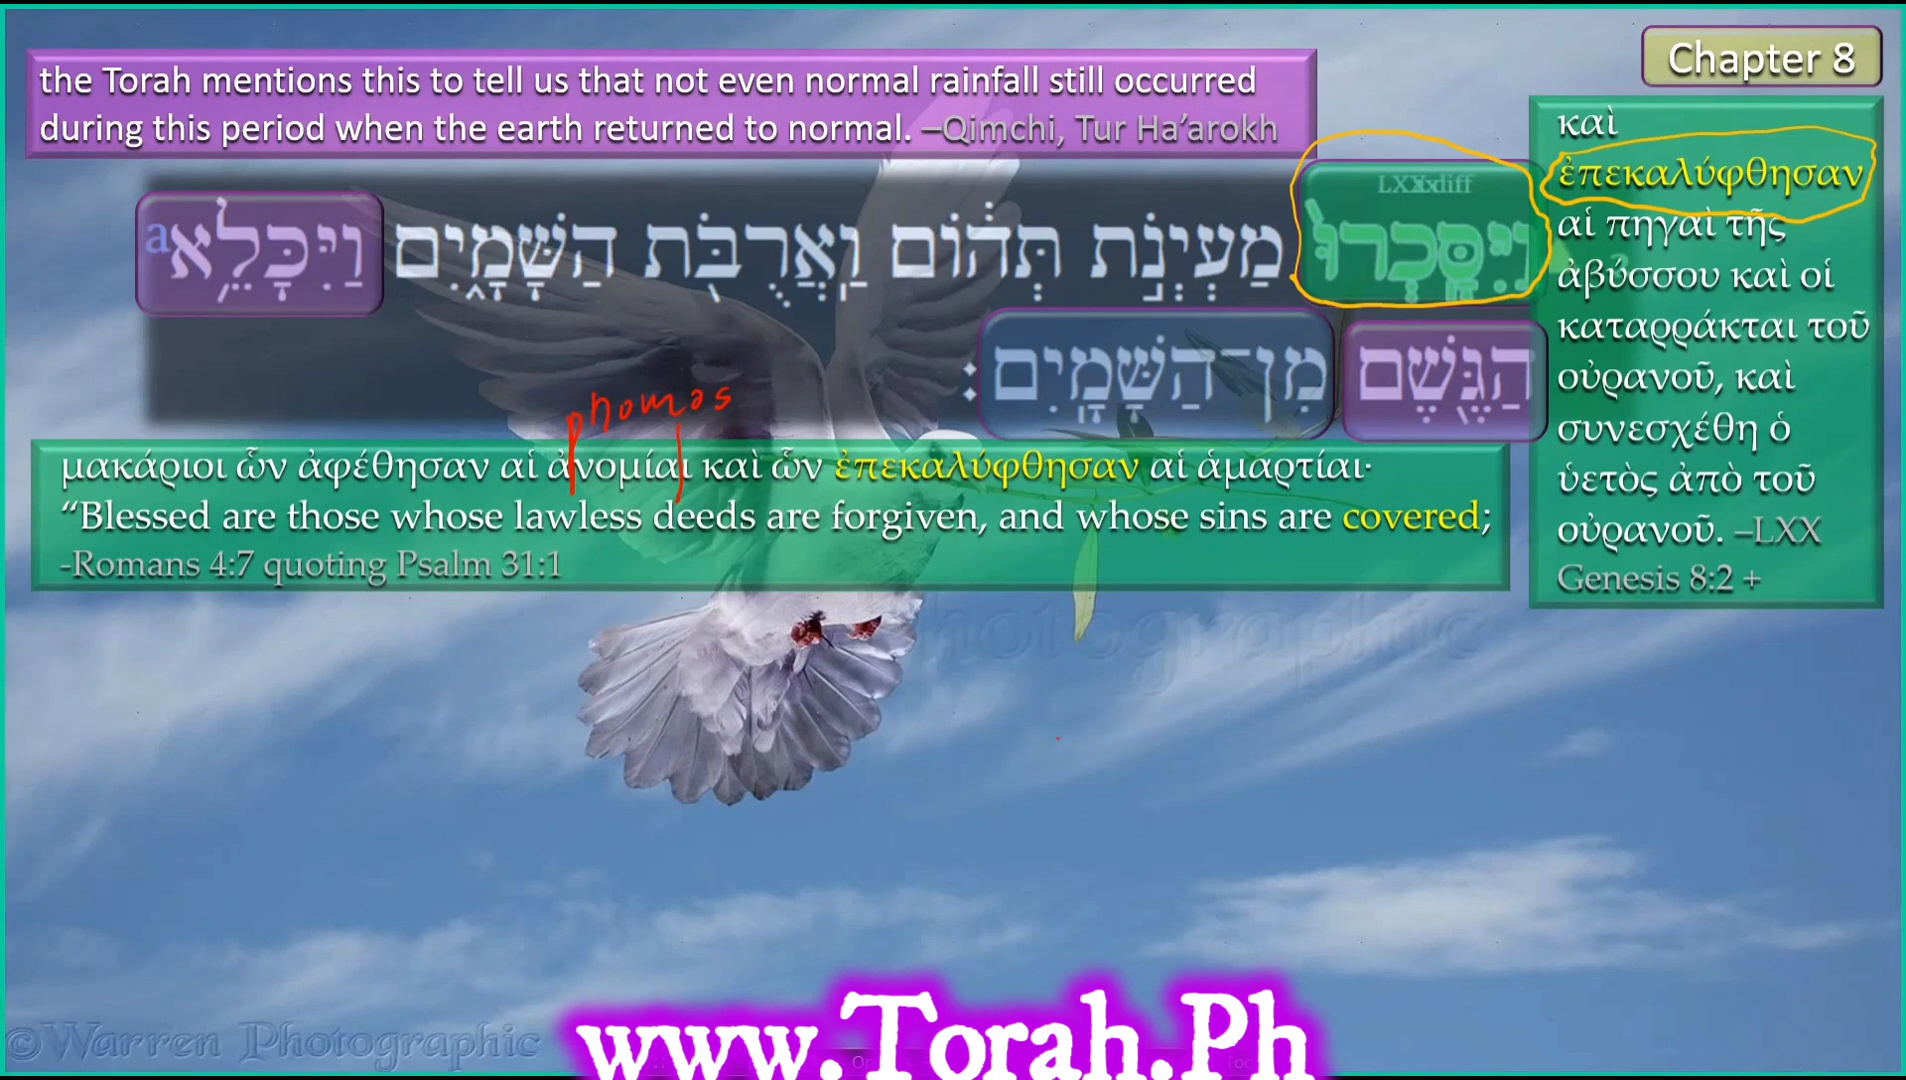 Chapter 8
the Torah mentions this to tell us that not even normal rainfall still occurred
during this period when the earth returned to normal. –Qimchi, Tur Ha’arokh
וַיִּסָּֽכְרוּ֙ מַעְיְנֹ֣ת תְּה֔וֹם וַֽאֲרֻבֹּ֖ת הַשָּׁמָ֑יִם וַיִּכָּלֵ֥א a
הַגֶּ֖שֶׁם מִן־הַשָּׁמָֽיִם׃
phomos
μακάριοι ὧν ἀφέθησαν αἱ ἀνομίαι καὶ ὧν ἐπεκαλύφθησαν αἱ ἁμαρτίαι·
“Blessed are those whose lawless deeds are forgiven, and whose sins are covered;
-Romans 4:7 quoting Psalm 31:1
καὶ
ἐπεκαλύφθησαν
αἱ πηγαὶ τῆς
ἀβύσσου καὶ οἱ
καταρράκται τοῦ
οὐρανοῦ, καὶ
συνεσχέθη ὁ
ὑετὸς ἀπὸ τοῦ
οὐρανοῦ. –LXX
Genesis 8:2 +
©Warren Photographic
www.Torah.Ph